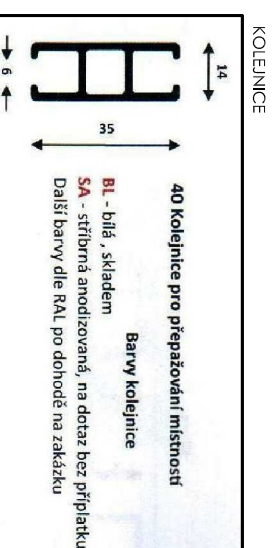 KOLEJNICE
14
6
35
40 Kolejnice pro přepažování místností
Barvy kolejnice
BL - bílá , skladem
SA - stříbrná anodizovaná, na dotaz bez příplatku
Další barvy dle RAL po dohodě na zakázku